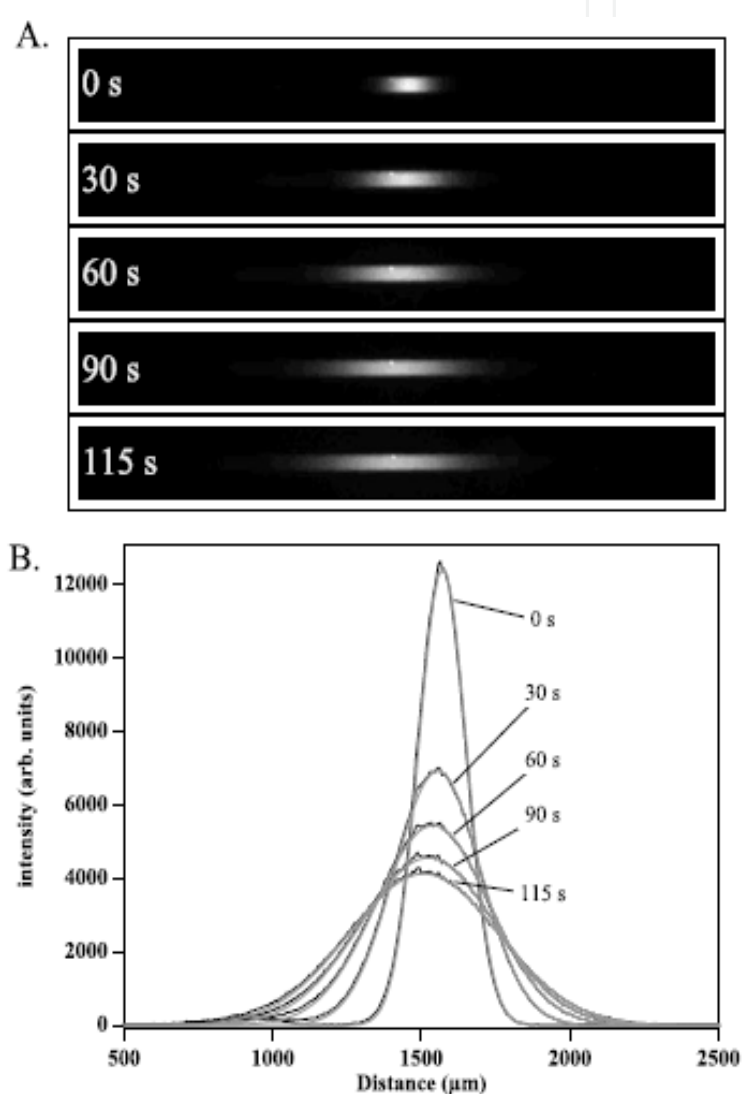 A.
0 s
30 s
60 s
90 s
115 s
B.
12000
10000
8000
6000
4000
2000
0
intensity (arb. units)
0 s
30 s
60 s
90 s
115 s
500
1000
1500
2000
2500
Distance (µm)